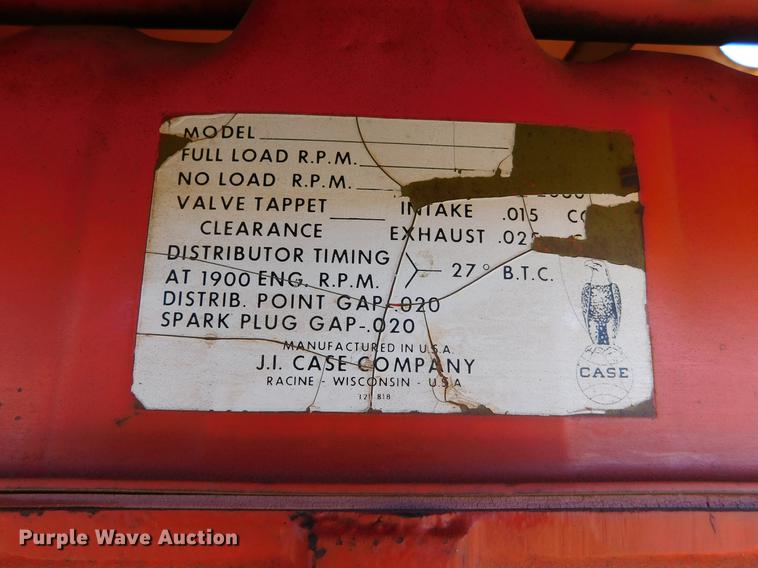 MODEL
FULL LOAD R.P.M.
NO LOAD R.P.M.
VALVE TAPPET INTAKE .015
CLEARANCE EXHAUST .025
DISTRIBUTOR TIMING
AT 1900 ENG. R.P.M. 27° B.T.C.
DISTRIB. POINT GAP-.020
SPARK PLUG GAP-.020
MANUFACTURED IN U.S.A.
J.I. CASE COMPANY
RACINE - WISCONSIN - U.S.A
CASE
Purple Wave Auction